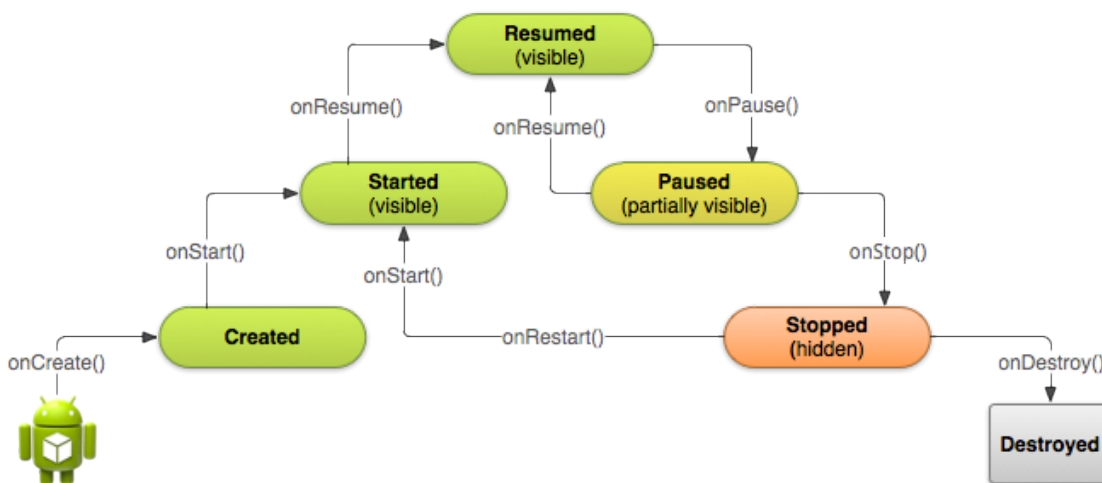 Resumed
(visible)
onResume()
onResume()
onPause()
Started
(visible)
Paused
(partially visible)
onStart()
onStart()
onStop()
Created
onRestart()
Stopped
(hidden)
onCreate()
onDestroy()
Destroyed